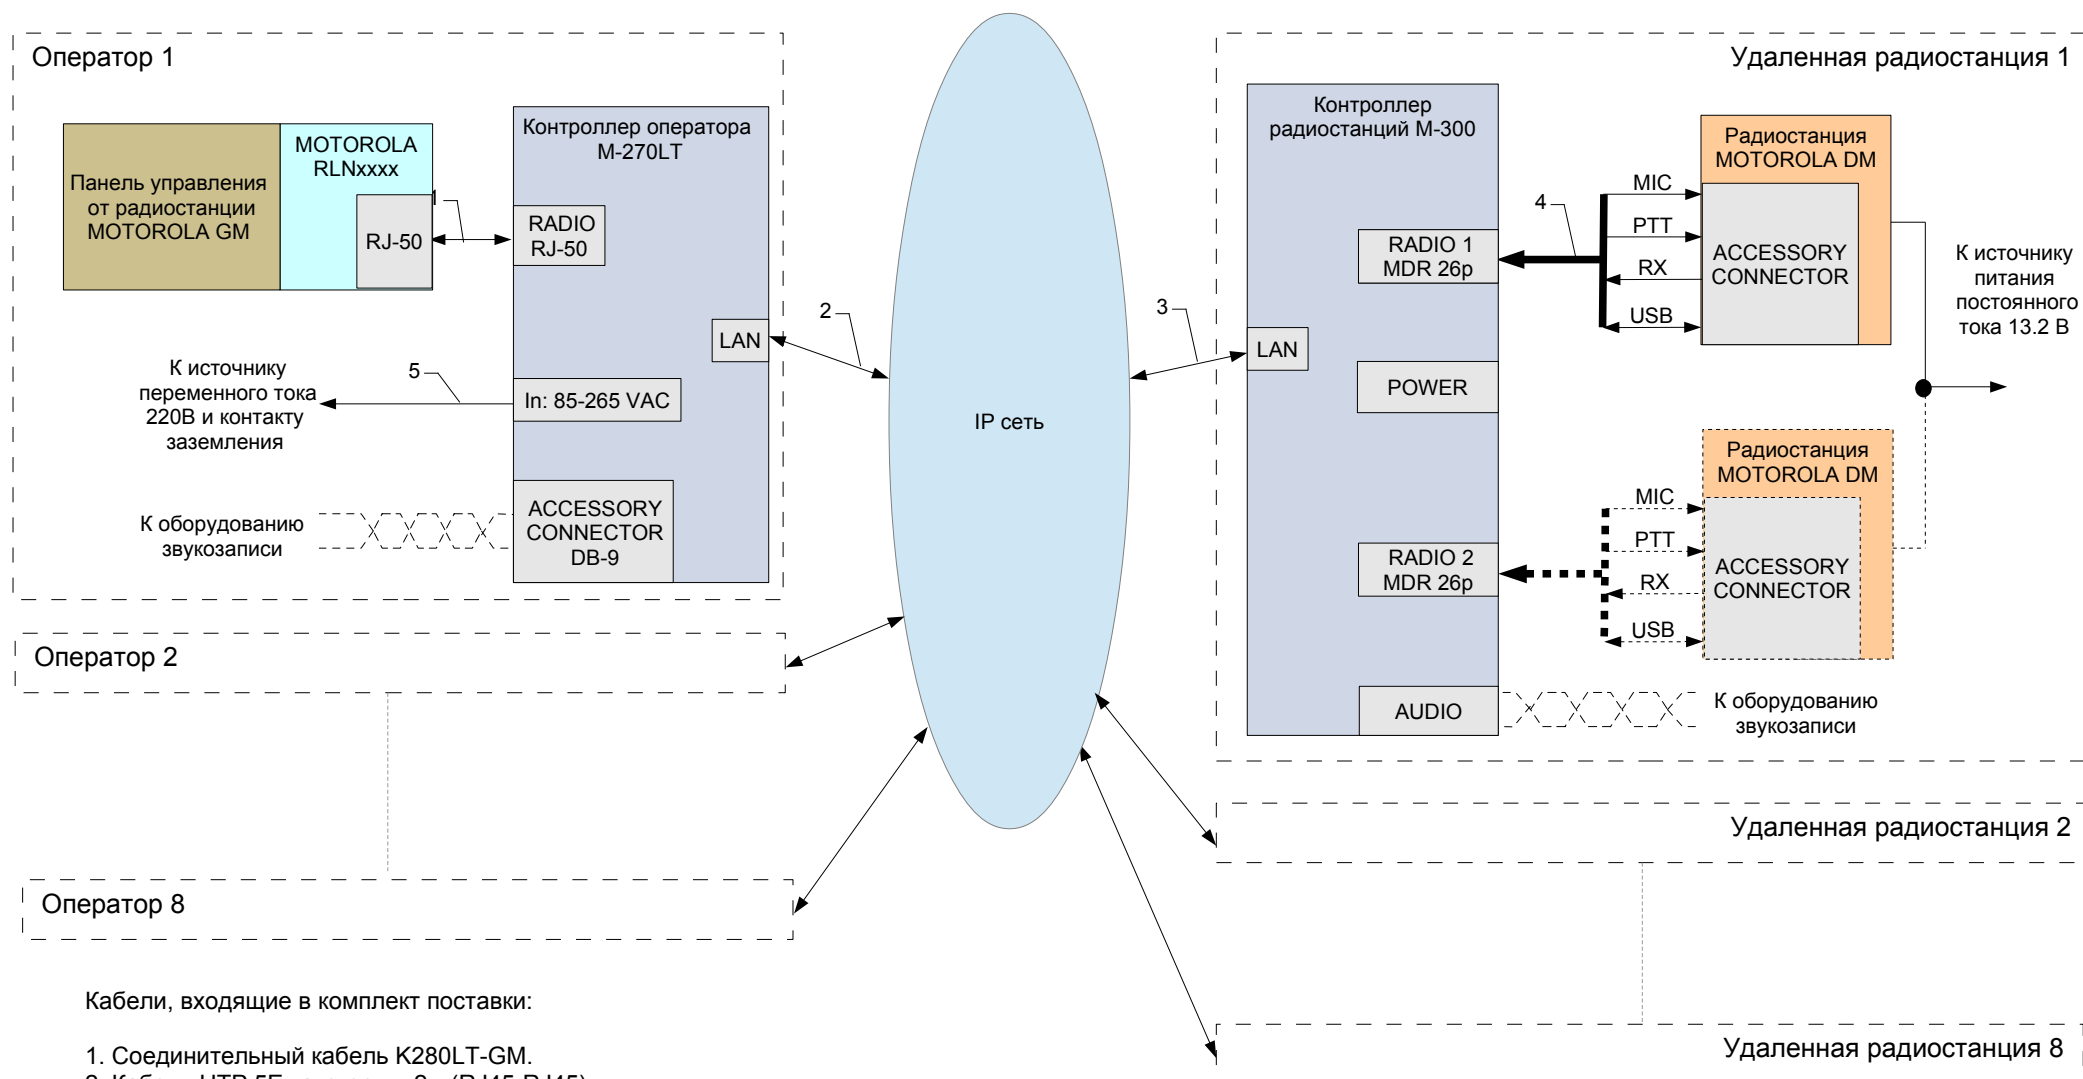 Оператор 1
Панель управления
от радиостанции
MOTOROLA GM
MOTOROLA
RLNxxxx
RJ-50
1
Контроллер оператора
M-270LT
RADIO
RJ-50
LAN
2
К источнику
переменного тока
220В и контакту
заземления
5
In: 85-265 VAC
К оборудованию
звукозаписи
ACCESSORY
CONNECTOR
DB-9
Оператор 2
Оператор 8
IP сеть
Удаленная радиостанция 1
3
LAN
Контроллер
радиостанций М-300
RADIO 1
MDR 26p
POWER
RADIO 2
MDR 26p
AUDIO
4
MIC
PTT
RX
USB
Радиостанция
MOTOROLA DM
ACCESSORY
CONNECTOR
К источнику
питания
постоянного
тока 13.2 В
MIC
PTT
RX
USB
Радиостанция
MOTOROLA DM
ACCESSORY
CONNECTOR
К оборудованию
звукозаписи
Удаленная радиостанция 2
Удаленная радиостанция 8
Кабели, входящие в комплект поставки:
1. Соединительный кабель K280LT-GM.